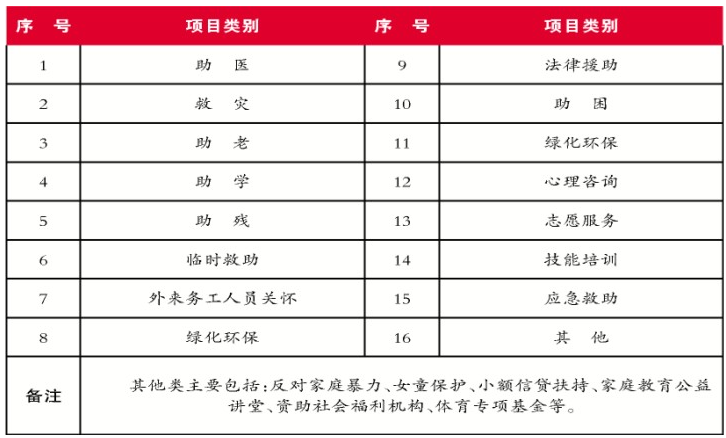 序 号 项目类别 序 号 项目类别
1 助 医 9 法律援助
2 救 灾 10 助 困
3 助 老 11 绿化环保
4 助 学 12 心理咨询
5 助 残 13 志愿服务
6 临时救助 14 技能培训
7 外来务工人员关怀 15 应急救助
8 绿化环保 16 其 他
备注 其他类主要包括:反对家庭暴力、女童保护、小额信贷扶持、家庭教育公益
讲堂、资助社会福利机构、体育专项基金等。